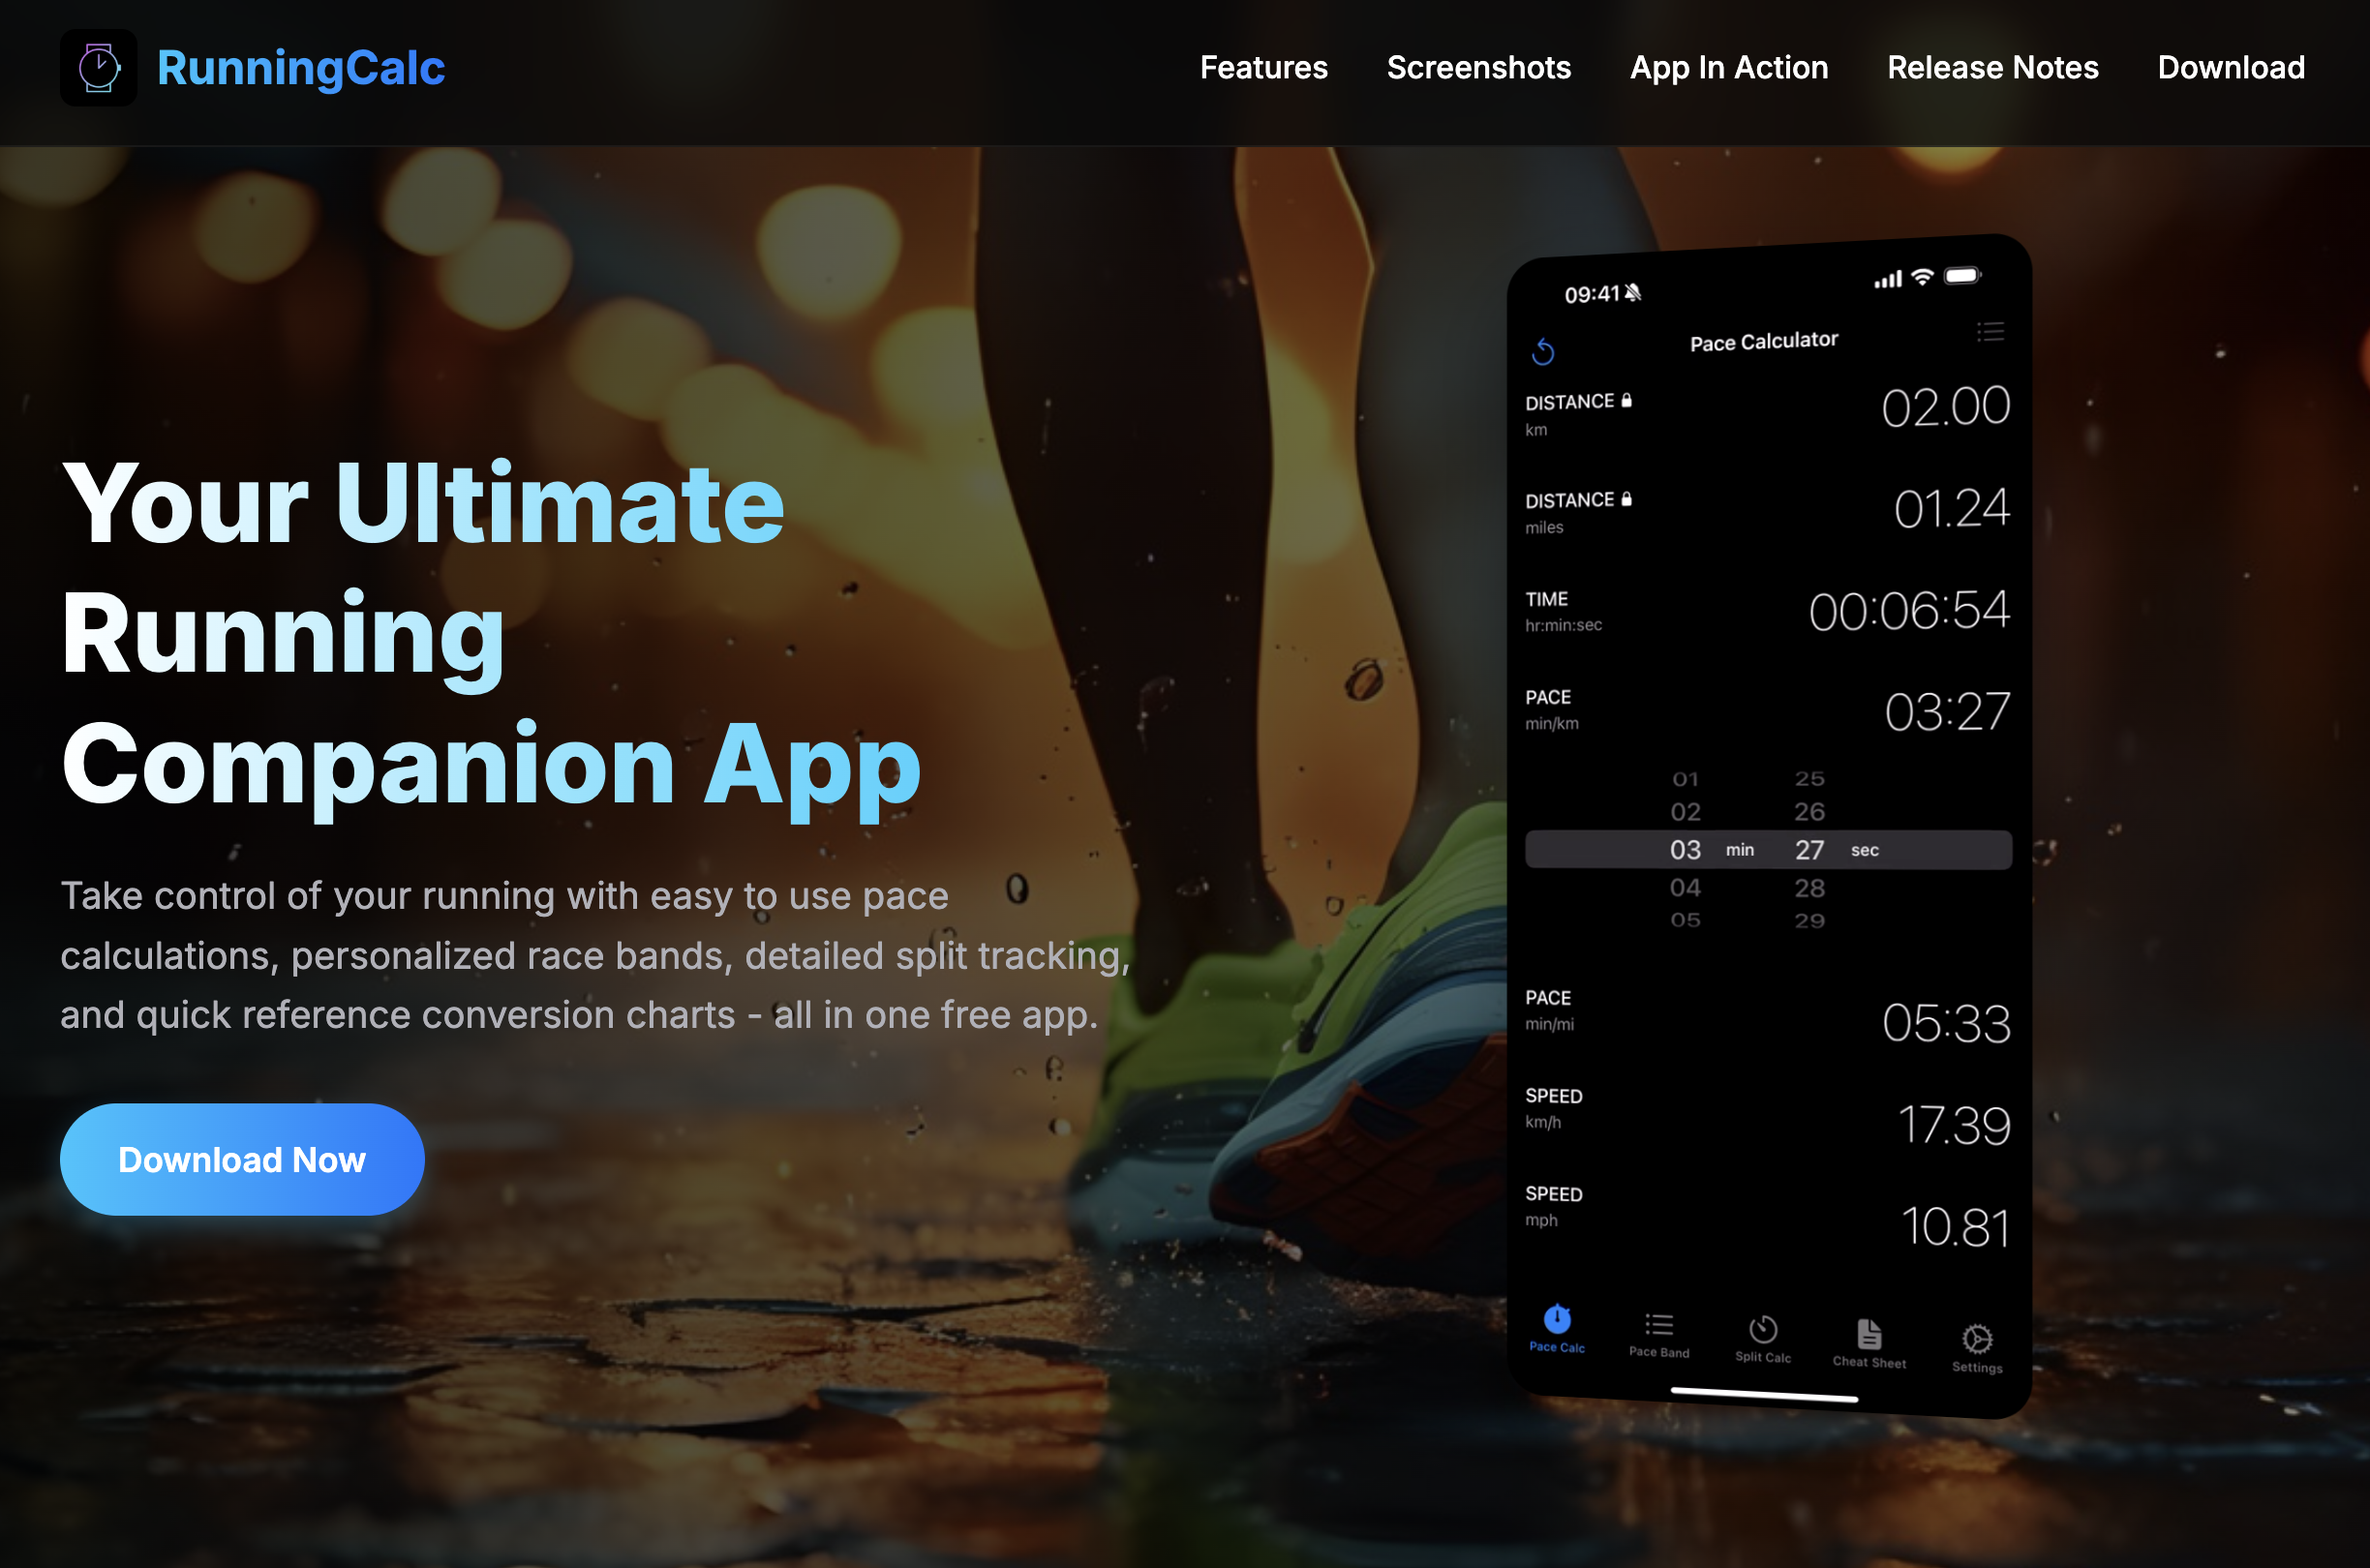 RunningCalc
Features
Screenshots
App In Action
Release Notes
Download
Your Ultimate
Running
Companion App
Take control of your running with easy to use pace
calculations, personalized race bands, detailed split tracking,
and quick reference conversion charts - all in one free app.
Download Now
09:41
Pace Calculator
DISTANCE
km
02.00
DISTANCE
miles
01.24
TIME
hr:min:sec
00:06:54
PACE
min/km
03:27
01 25
02 26
03 min 27 sec
04 28
05 29
PACE
min/mi
05:33
SPEED
km/h
17.39
SPEED
mph
10.81
Pace Calc
Pace Band
Split Calc
Cheat Sheet
Settings